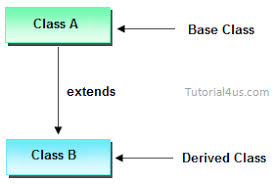 Class A
Base Class
extends
Tutorial4us.com
Class B
Derived Class